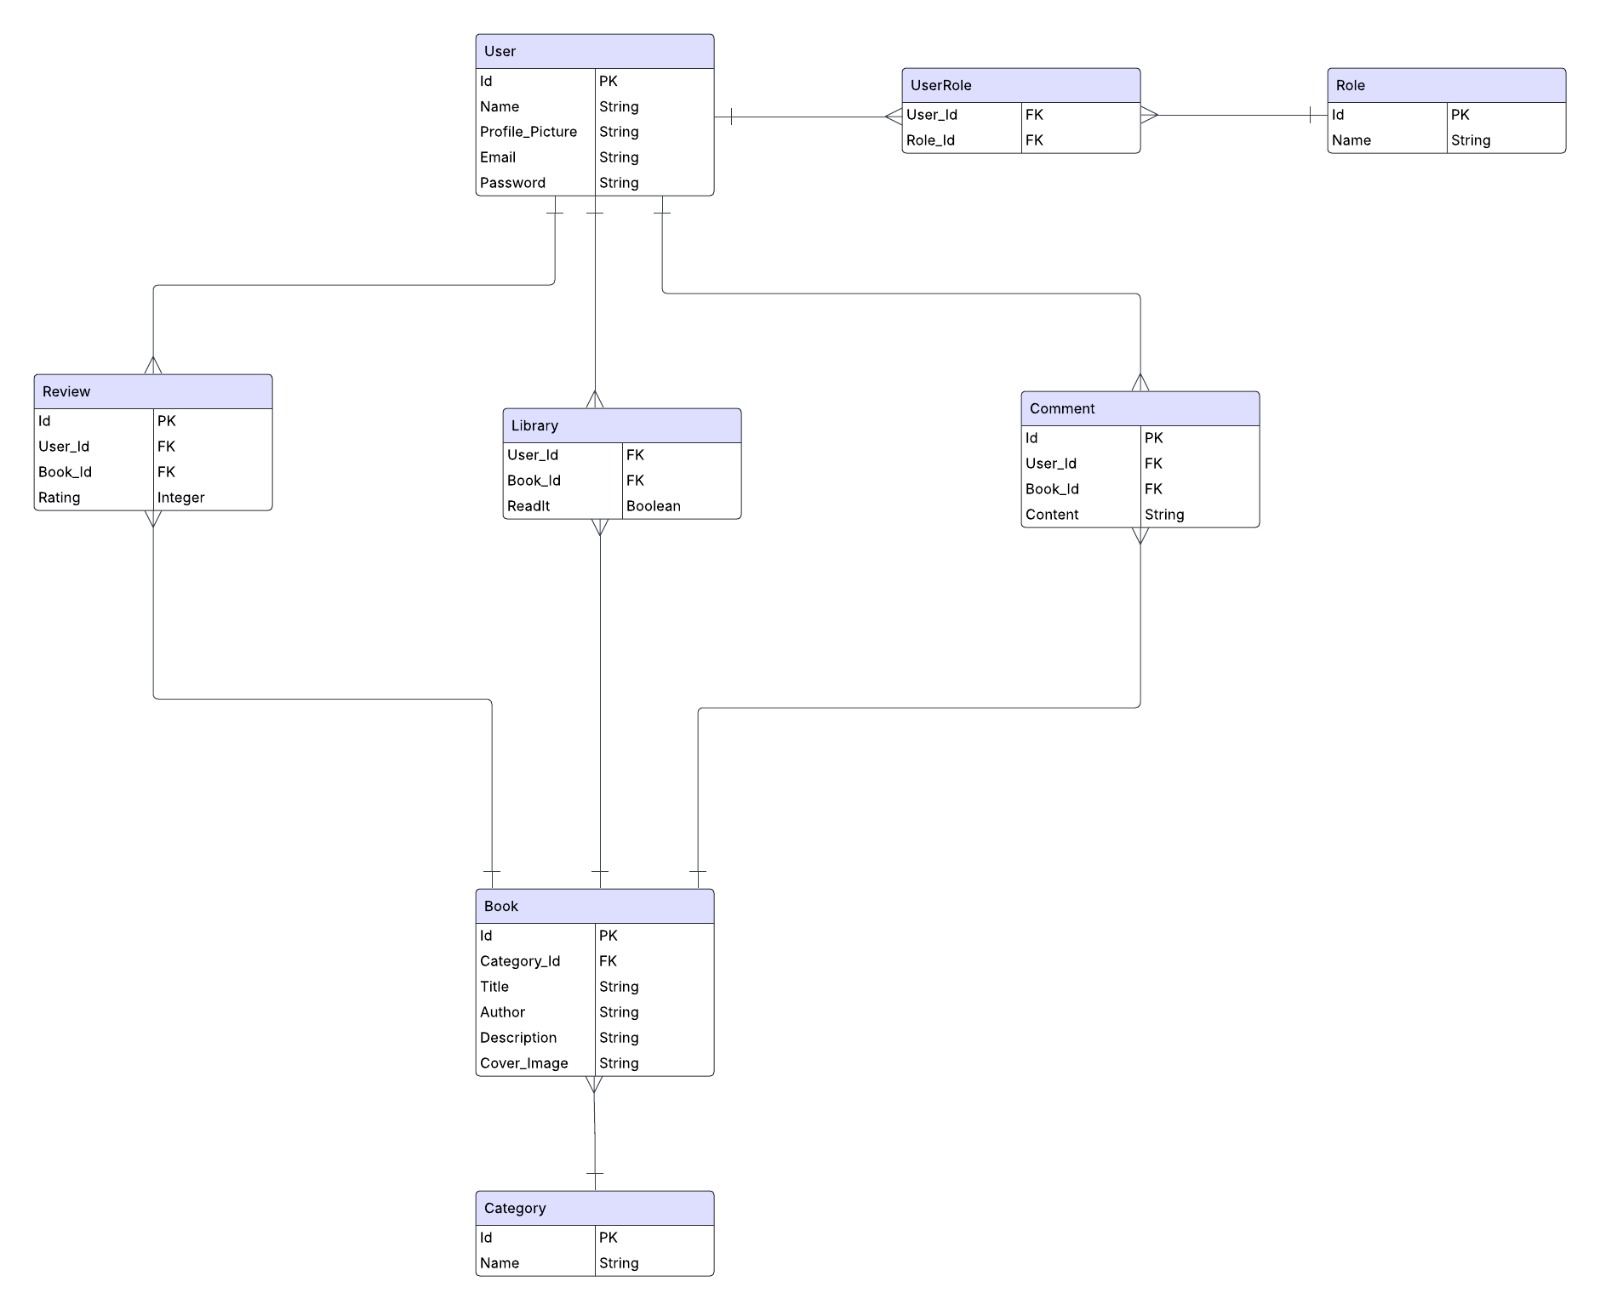 User
Id PK
Name String
Profile_Picture String
Email String
Password String
UserRole
User_Id FK
Role_Id FK
Role
Id PK
Name String
Review
Id PK
User_Id FK
Book_Id FK
Rating Integer
Library
User_Id FK
Book_Id FK
ReadIt Boolean
Comment
Id PK
User_Id FK
Book_Id FK
Content String
Book
Id PK
Category_Id FK
Title String
Author String
Description String
Cover_Image String
Category
Id PK
Name String